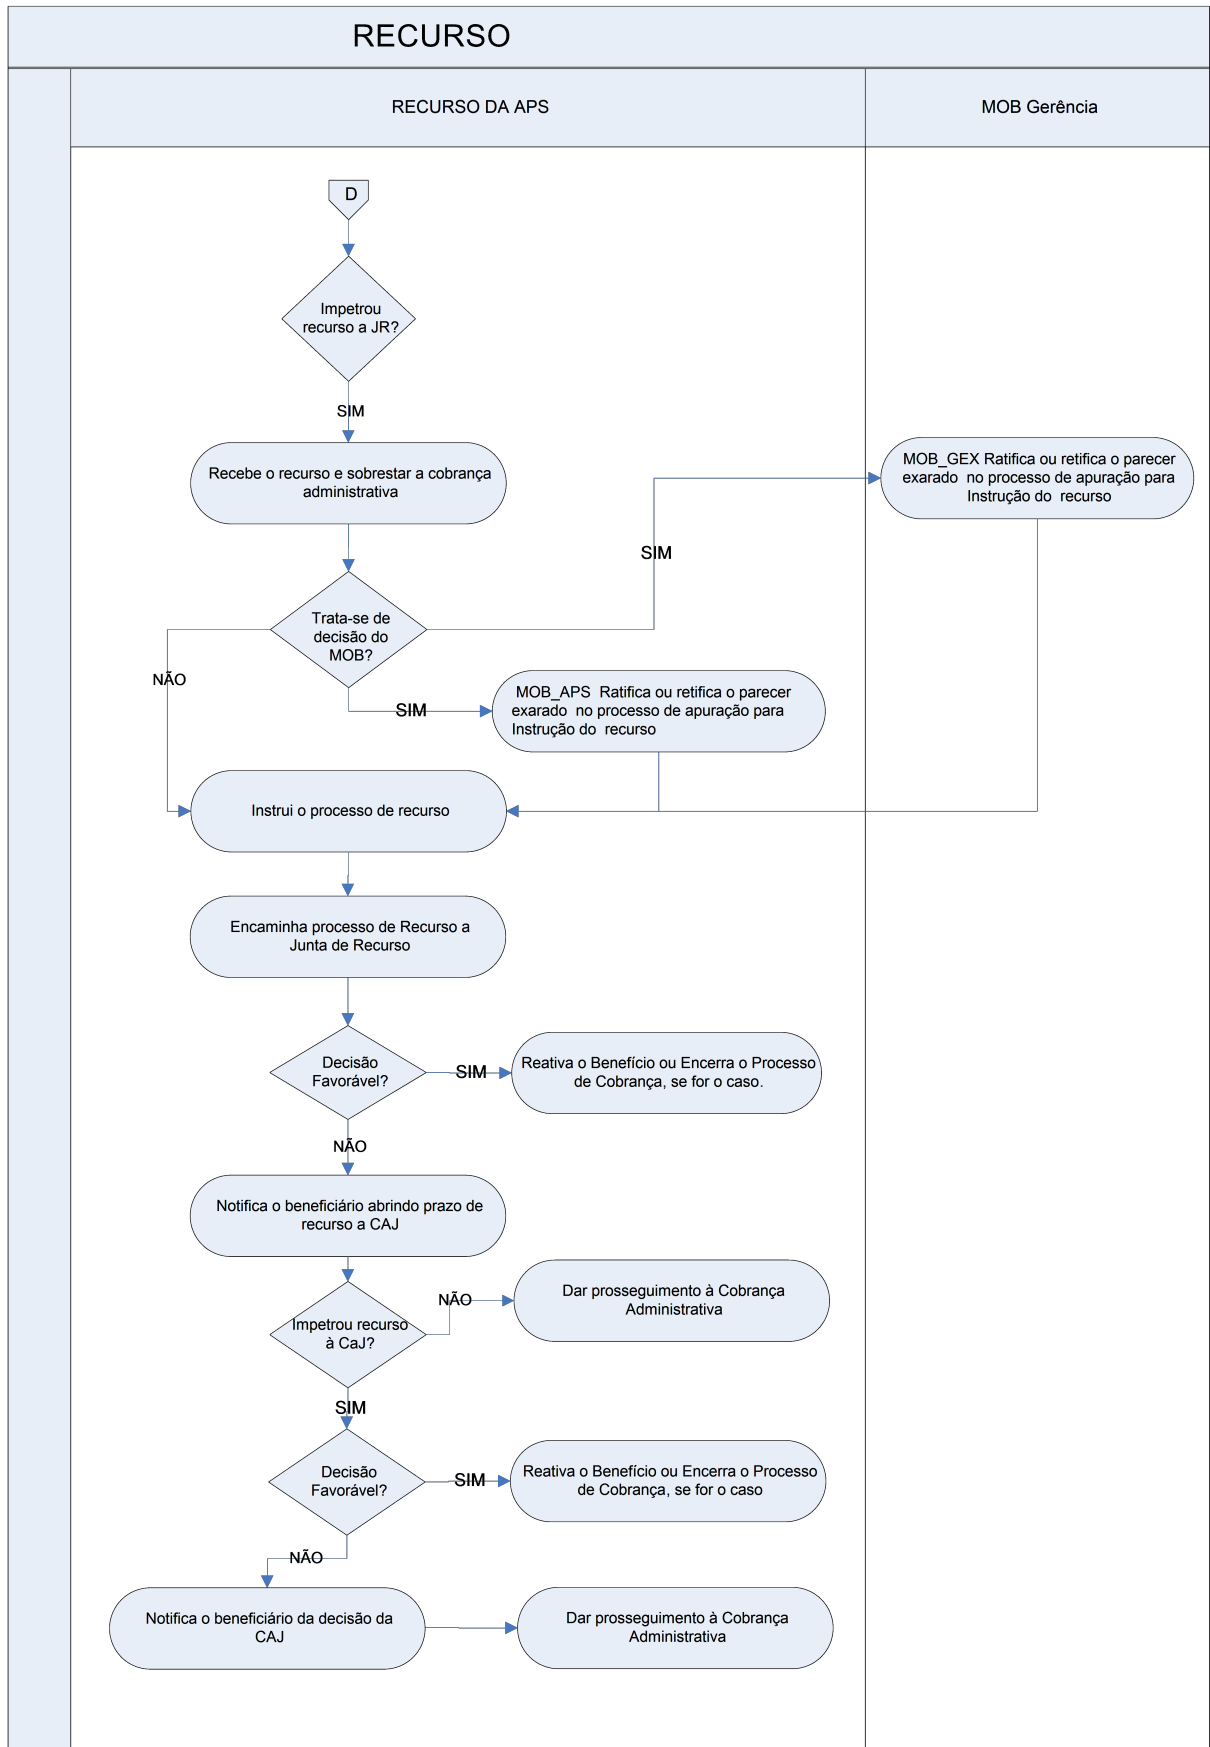 RECURSO
RECURSO DA APS
MOB Gerência
D
Impetrou
recurso a JR?
SIM
Recebe o recurso e sobrestar a cobrança
administrativa
MOB_GEX Ratifica ou retifica o parecer
exarado no processo de apuração para
Instrução do recurso
SIM
Trata-se de
decisão do
MOB?
NÃO
SIM
MOB_APS Ratifica ou retifica o parecer
exarado no processo de apuração para
Instrução do recurso
Instrui o processo de recurso
Encaminha processo de Recurso a
Junta de Recurso
Decisão
Favorável?
SIM
Reativa o Benefício ou Encerra o Processo
de Cobrança, se for o caso.
NÃO
Notifica o beneficiário abrindo prazo de
recurso a CAJ
Impetrou recurso
à CaJ?
NÃO
Dar prosseguimento à Cobrança
Administrativa
SIM
Decisão
Favorável?
SIM
Reativa o Benefício ou Encerra o Processo
de Cobrança, se for o caso
NÃO
Notifica o beneficiário da decisão da
CAJ
Dar prosseguimento à Cobrança
Administrativa